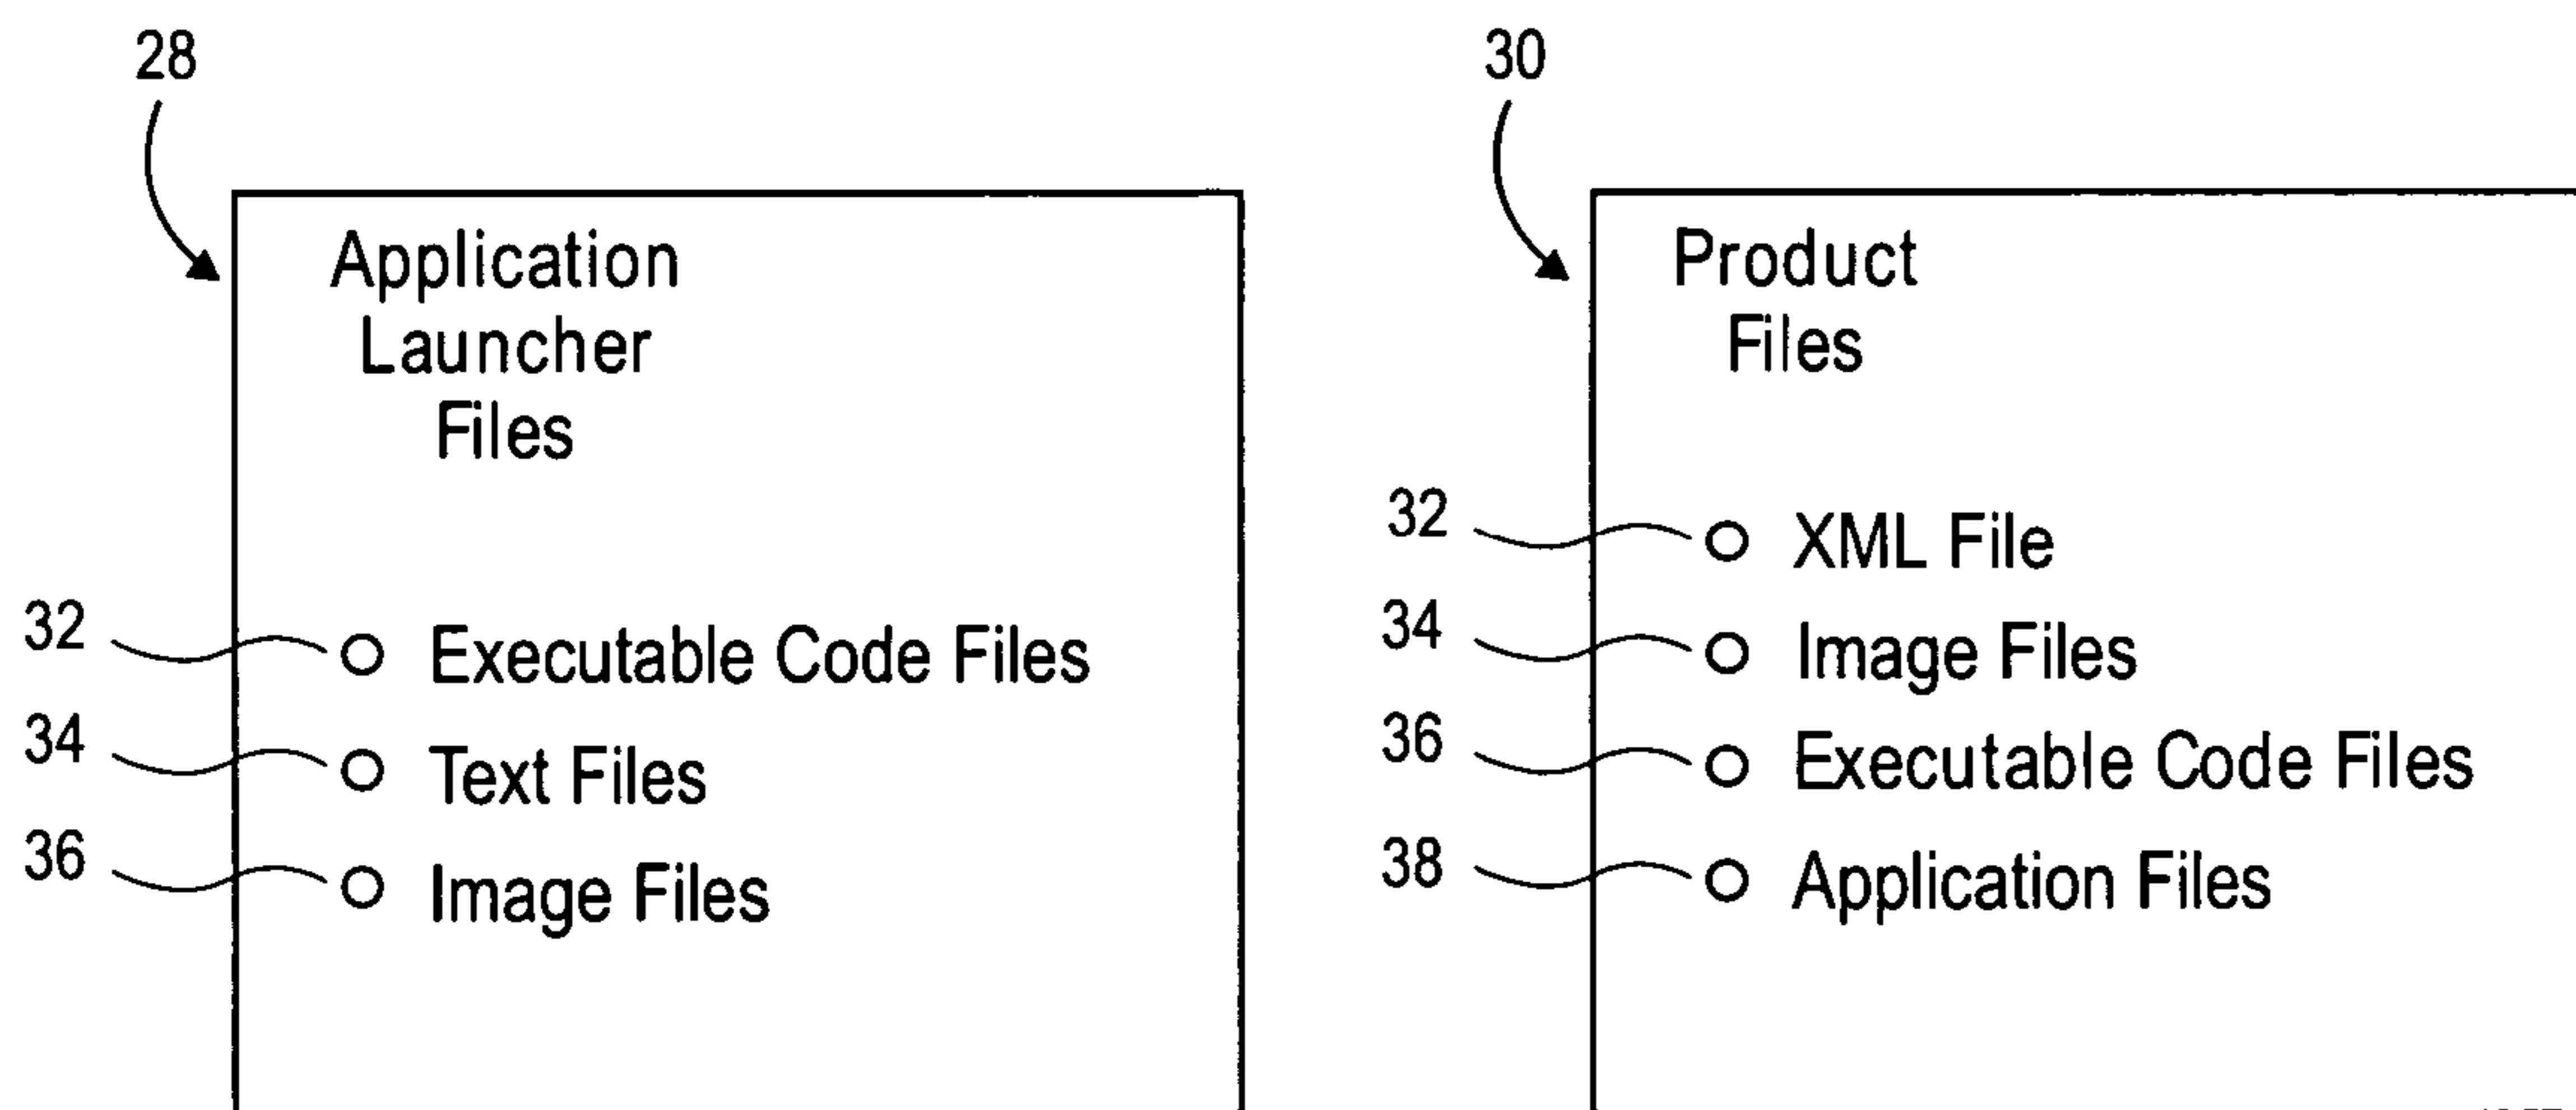 28
Application
Launcher
Files
32 Executable Code Files
34 Text Files
36 Image Files
30
Product
Files
32 XML File
34 Image Files
36 Executable Code Files
38 Application Files